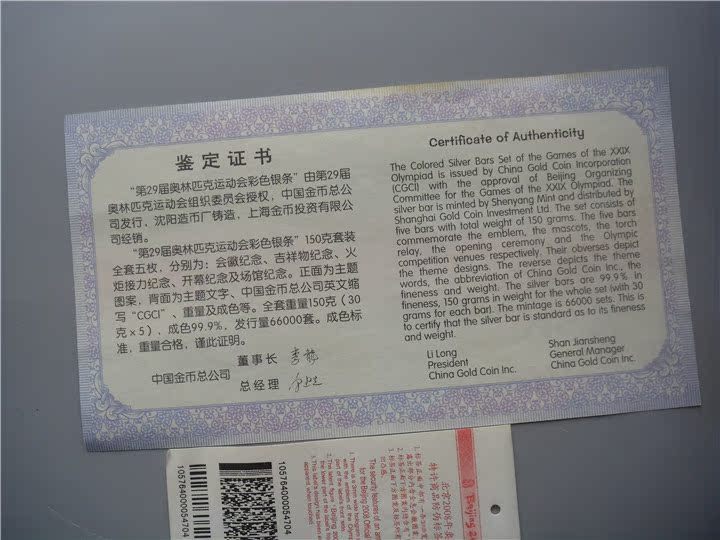 鉴定证书
“第29届奥林匹克运动会彩色银条”由第29届
奥林匹克运动会组织委员会授权，中国金币总公
司发行，沈阳造币厂铸造，上海金币投资有限公
司经销。
“第29届奥林匹克运动会彩色银条”150克套装
全套五枚，分别为：会徽纪念、吉祥物纪念、火
炬接力纪念、开幕纪念及场馆纪念。正面为主题
图案，背面为主题文字、中国金币总公司英文缩
写“CGCI”、重量及成色等。全套重量150克（30
克×5），成色99.9%，发行量66000套。成色标
准，重量合格，谨此证明。
董事长
中国金币总公司
总经理
Certificate of Authenticity
The Colored Silver Bars Set of the Games of the XXIX
Olympiad is issued by China Gold Coin Incorporation
(CGCI) with the approval of Beijing Organizing
Committee for the Games of the XXIX Olympiad. The
silver bar is minted by Shenyang Mint and distributed by
Shanghai Gold Coin Investment Ltd. The set consists of
five bars with total weight of 150 grams. The five bars
commemorate the emblem, the mascots, the torch
relay, the opening ceremony and the Olympic
competition venues respectively. Their obverses depict
the theme designs. The reverse depicts the theme
words, the abbreviation of China Gold Coin Inc., the
fineness and weight. The silver bars are 99.9% in
fineness, 150 grams in weight for the whole set (with 30
grams for each bar). The mintage is 66000 sets. This is
to certify that the silver bar is standard as to its fineness
and weight.
Li Long
President
China Gold Coin Inc.
Shan Jiansheng
General Manager
China Gold Coin Inc.
1057640000054704
1057640000054704
Beijing
北京2008年奥
特许商品防伪标签